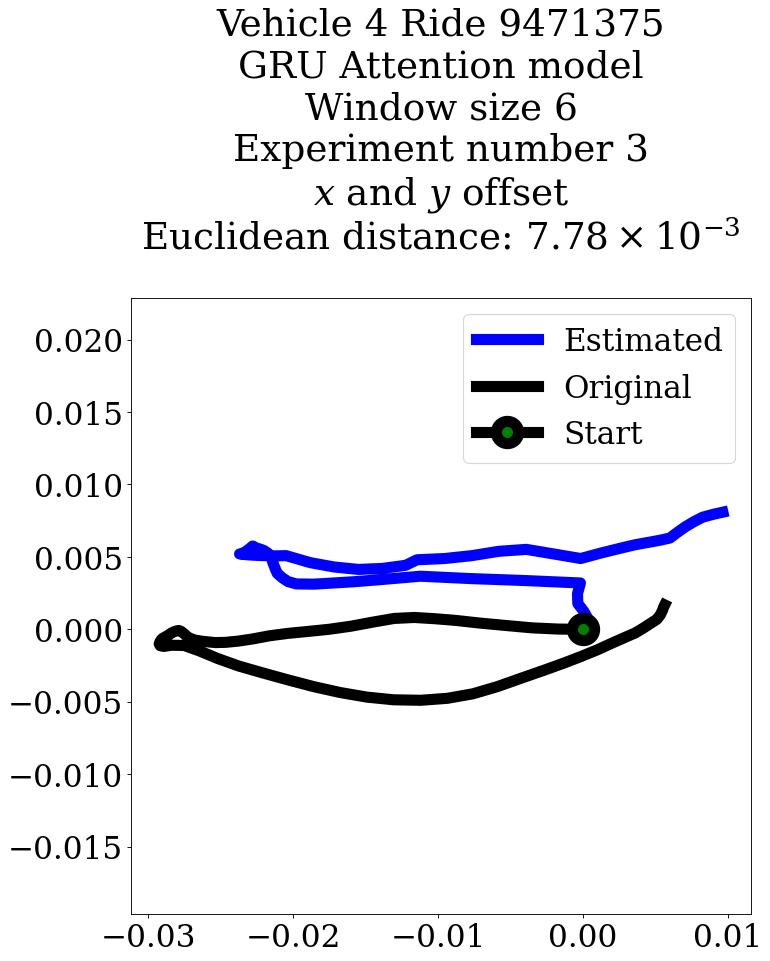 Vehicle 4 Ride 9471375
GRU Attention model
Window size 6
Experiment number 3
x and y offset
Euclidean distance: 7.78 × 10⁻³
Estimated
Original
Start
0.020
0.015
0.010
0.005
0.000
−0.005
−0.010
−0.015
−0.03 −0.02 −0.01 0.00 0.01